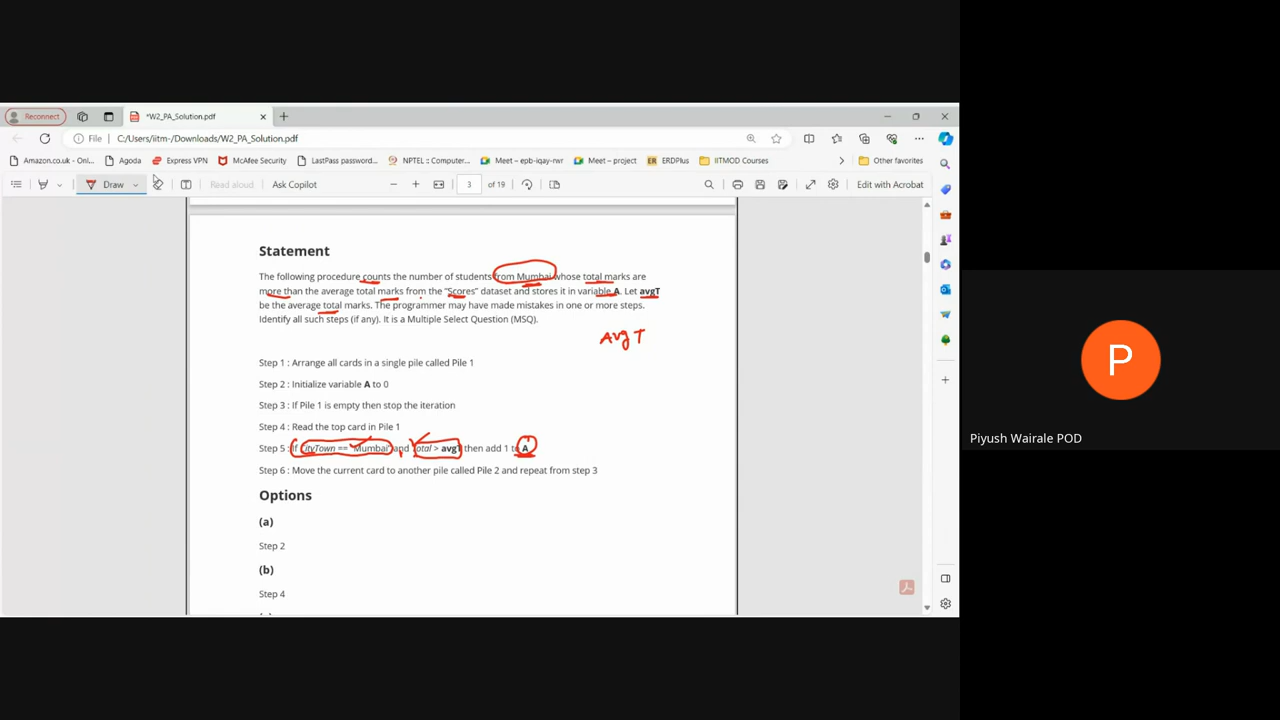 Reconnect
*W2_PA_Solution.pdf
File
C:/Users/iitm-/Downloads/W2_PA_Solution.pdf
Amazon.co.uk - Onl...
Agoda
Express VPN
McAfee Security
LastPass password...
NPTEL :: Computer...
Meet – epb-iqay-rwr
Meet – project
ER ERDPlus
IITMOD Courses
Other favorites
Draw
Read aloud
Ask Copilot
3 of 19
Edit with Acrobat
Statement
The following procedure counts the number of students from Mumbai whose total marks are
more than the average total marks from the "Scores" dataset and stores it in variable A. Let avgT
be the average total marks. The programmer may have made mistakes in one or more steps.
Identify all such steps (if any). It is a Multiple Select Question (MSQ).
Avg T
Step 1 : Arrange all cards in a single pile called Pile 1
Step 2 : Initialize variable A to 0
Step 3 : If Pile 1 is empty then stop the iteration
Step 4 : Read the top card in Pile 1
Step 5 : If CityTown == "Mumbai" and Total > avgT then add 1 to A
Step 6 : Move the current card to another pile called Pile 2 and repeat from step 3
Options
(a)
Step 2
(b)
Step 4
P
Piyush Wairale POD